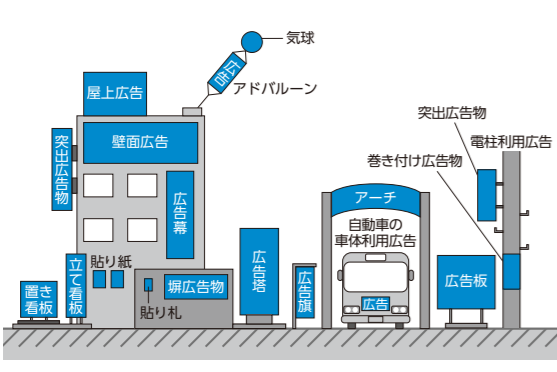 気球
広告
アドバルーン
屋上広告
突出広告物
壁面広告
広告幕
突出広告物
電柱利用広告
巻き付け広告物
アーチ
自動車の
車体利用広告
広告
広告塔
広告旗
広告板
貼り紙
立て看板
置き
看板
塀広告物
貼り札